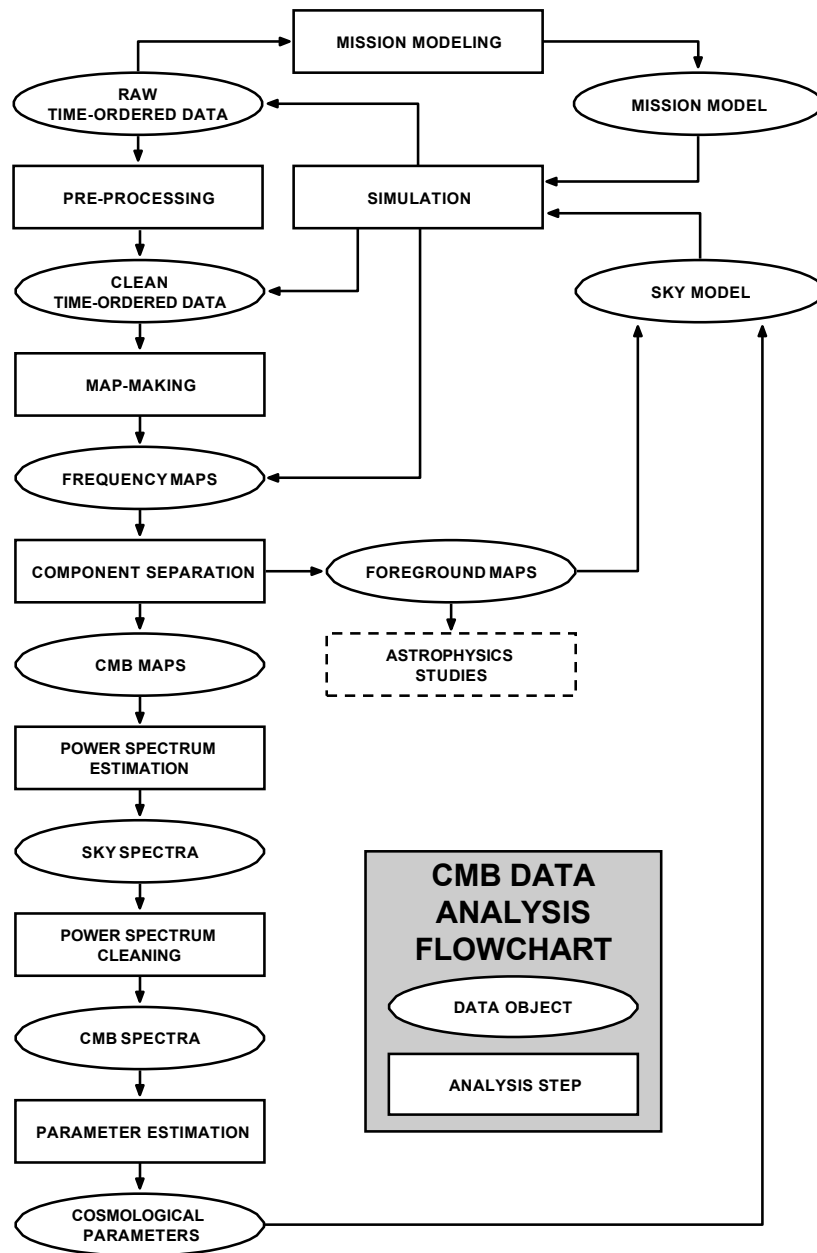 MISSION MODELING
RAW
TIME-ORDERED DATA
MISSION MODEL
PRE-PROCESSING
SIMULATION
CLEAN
TIME-ORDERED DATA
SKY MODEL
MAP-MAKING
FREQUENCY MAPS
COMPONENT SEPARATION
FOREGROUND MAPS
CMB MAPS
ASTROPHYSICS
STUDIES
POWER SPECTRUM
ESTIMATION
SKY SPECTRA
POWER SPECTRUM
CLEANING
CMB SPECTRA
PARAMETER ESTIMATION
COSMOLOGICAL
PARAMETERS
CMB DATA
ANALYSIS
FLOWCHART
DATA OBJECT
ANALYSIS STEP